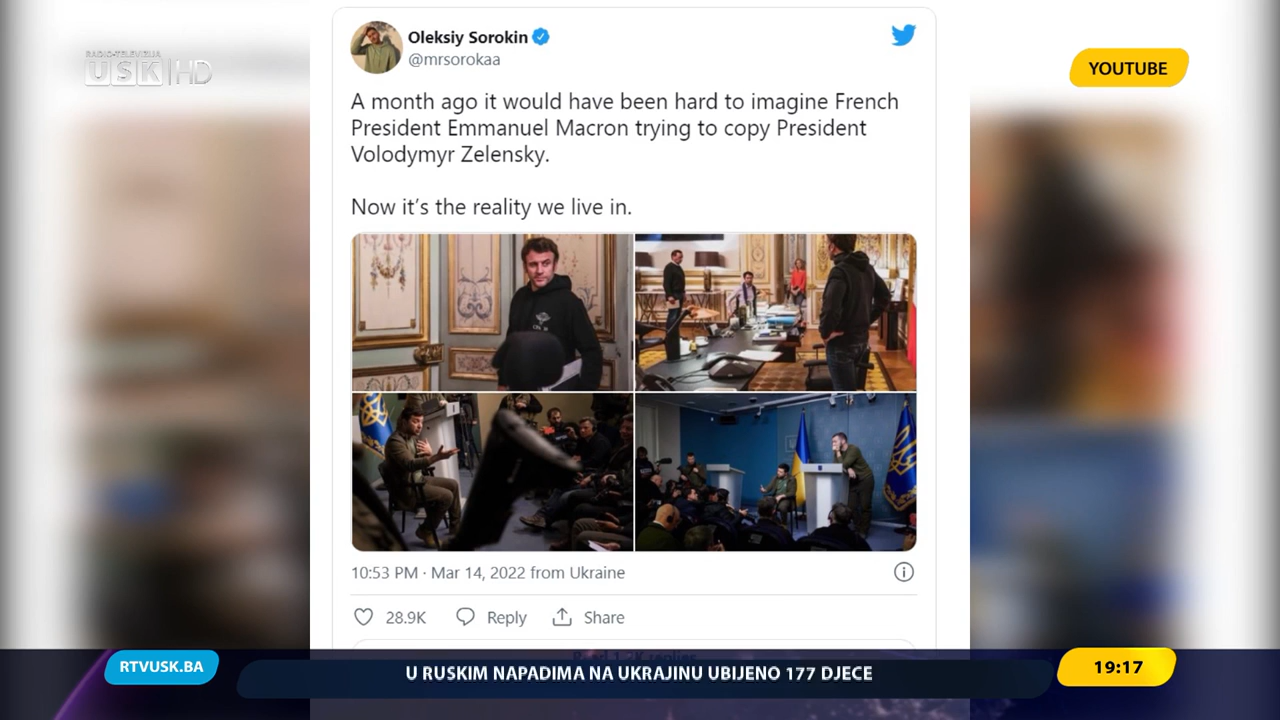 RADIO-TELEVIZIJA
USK HD
YOUTUBE
Oleksiy Sorokin
@mrsorokaa
A month ago it would have been hard to imagine French
President Emmanuel Macron trying to copy President
Volodymyr Zelensky.
Now it’s the reality we live in.
10:53 PM · Mar 14, 2022 from Ukraine
28.9K Reply Share
RTVUSK.BA
U RUSKIM NAPADIMA NA UKRAJINU UBIJENO 177 DJECE
19:17